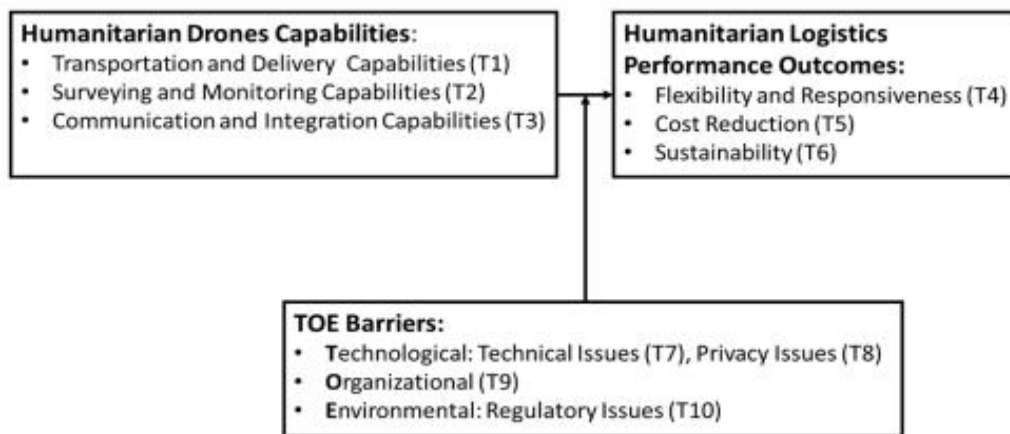 Humanitarian Drones Capabilities:
• Transportation and Delivery Capabilities (T1)
• Surveying and Monitoring Capabilities (T2)
• Communication and Integration Capabilities (T3)
Humanitarian Logistics
Performance Outcomes:
• Flexibility and Responsiveness (T4)
• Cost Reduction (T5)
• Sustainability (T6)
TOE Barriers:
• Technological: Technical Issues (T7), Privacy Issues (T8)
• Organizational (T9)
• Environmental: Regulatory Issues (T10)